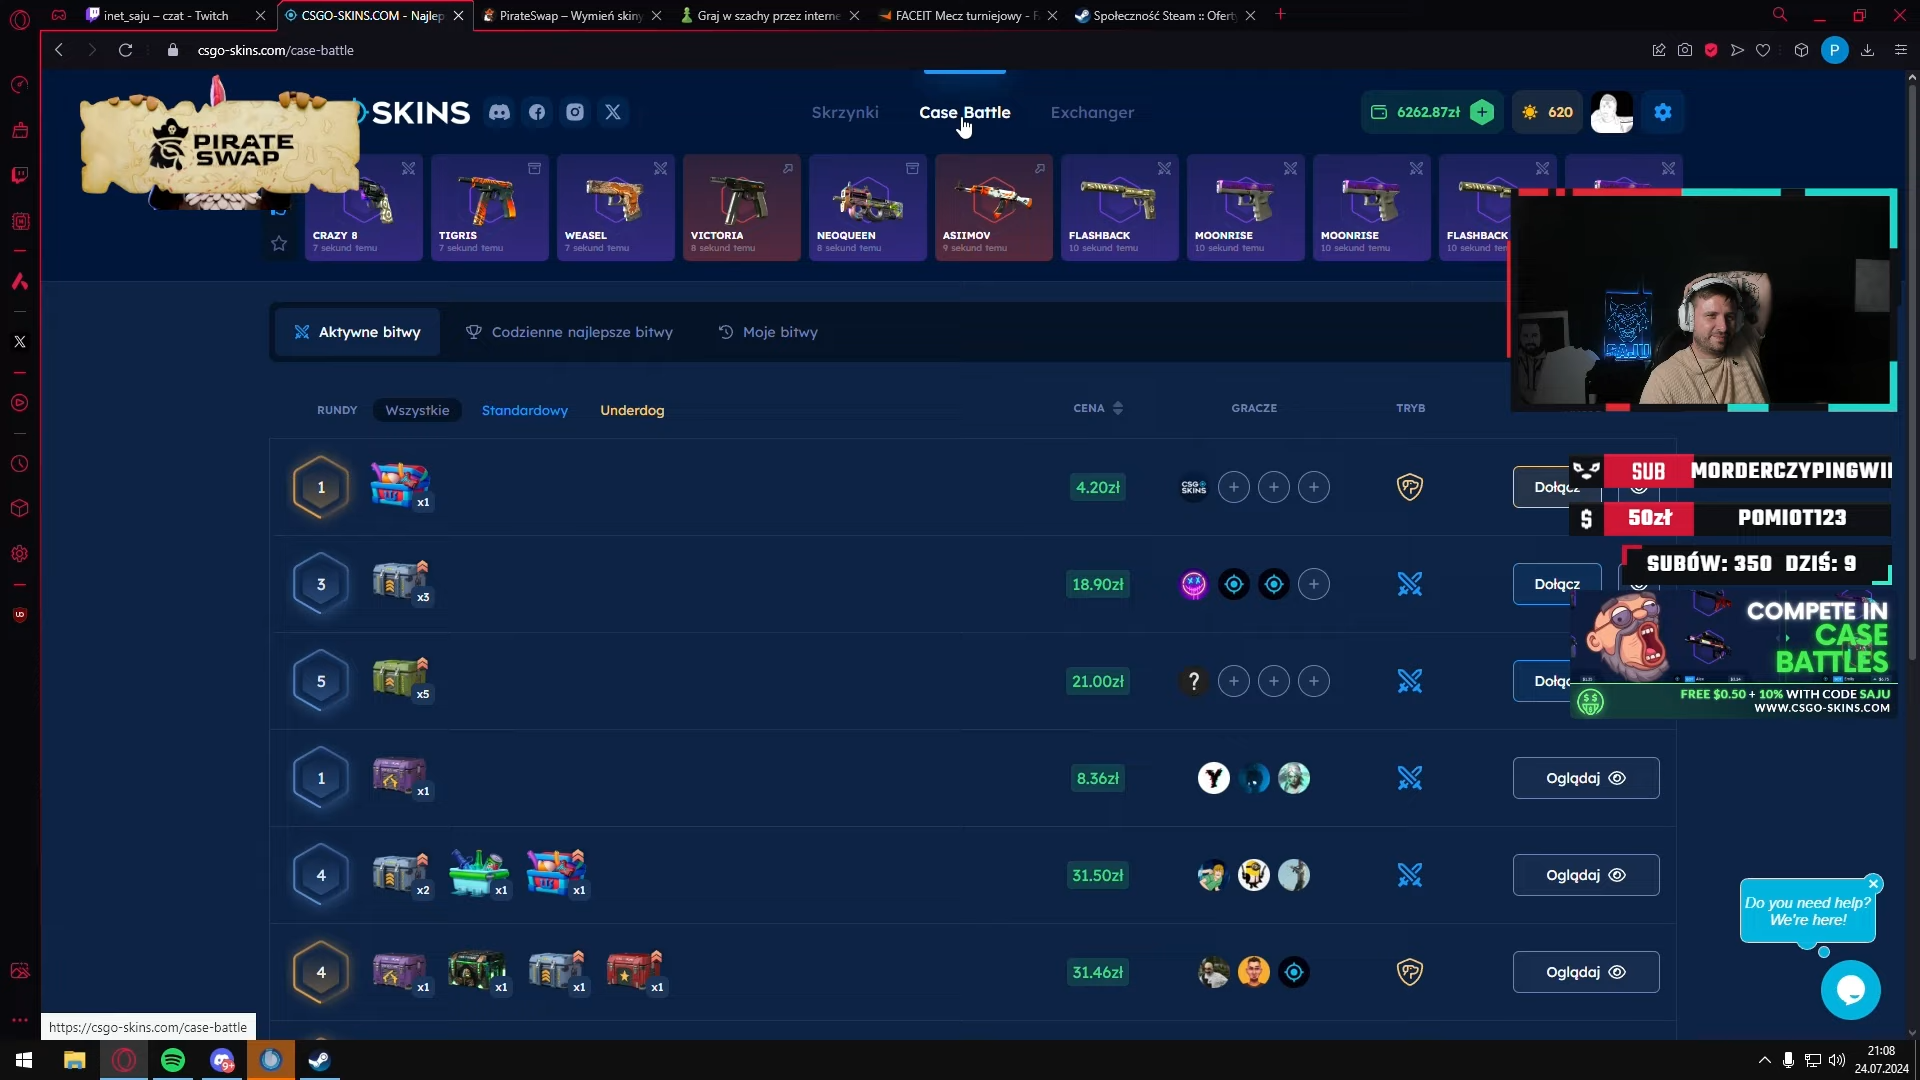 inet_saju – czat - Twitch
CSGO-SKINS.COM - Najlep
PirateSwap – Wymień skiny
Graj w szachy przez interne
FACEIT Mecz turniejowy - F
Społeczność Steam :: Ofert
csgo-skins.com/case-battle
P
PIRATE
SWAP
SKINS
Skrzynki
Case Battle
Exchanger
6262.87zł
620
CRAZY 8
7 sekund temu
TIGRIS
7 sekund temu
WEASEL
7 sekund temu
VICTORIA
8 sekund temu
NEOQUEEN
8 sekund temu
ASIIMOV
9 sekund temu
FLASHBACK
10 sekund temu
MOONRISE
10 sekund temu
MOONRISE
10 sekund temu
FLASHBACK
SAJU
Aktywne bitwy
Codzienne najlepsze bitwy
Moje bitwy
RUNDY
Wszystkie
Standardowy
Underdog
CENA
GRACZE
TRYB
1
x1
4.20zł
CSGO SKINS
SUB MORDERCZYPINGWI
$ 50zł POMIOT123
SUBÓW: 350 DZIŚ: 9
3
x3
18.90zł
Dołącz
COMPETE IN
CASE
BATTLES
FREE $0.50 + 10% WITH CODE SAJU
WWW.CSGO-SKINS.COM
5
x5
21.00zł
?
1
x1
8.36zł
Oglądaj
4
x2
x1
x1
31.50zł
Oglądaj
Do you need help?
We're here!
4
x1
x1
x1
x1
31.46zł
Oglądaj
https://csgo-skins.com/case-battle
9+
21:08
24.07.2024